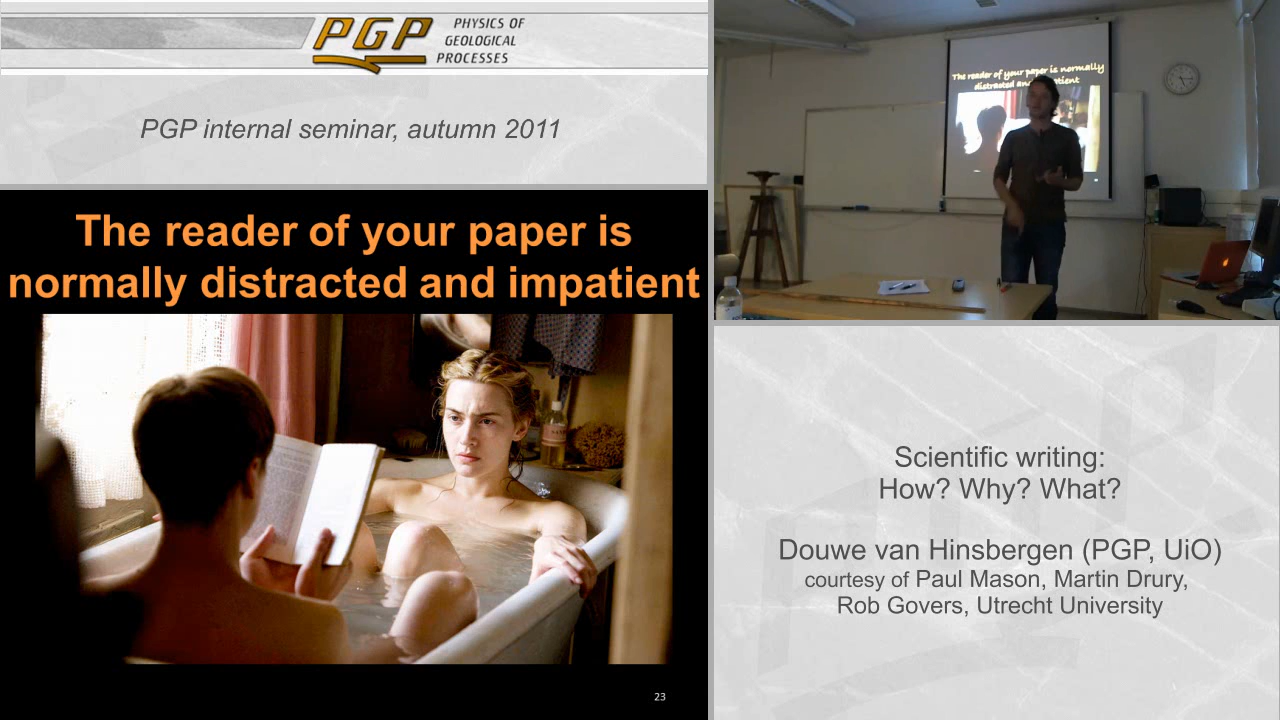 PGP
PHYSICS OF
GEOLOGICAL
PROCESSES
PGP internal seminar, autumn 2011
The reader of your paper is
normally distracted and impatient
23
The reader of your paper is normally
distracted and impatient
Scientific writing:
How? Why? What?
Douwe van Hinsbergen (PGP, UiO)
courtesy of Paul Mason, Martin Drury,
Rob Govers, Utrecht University